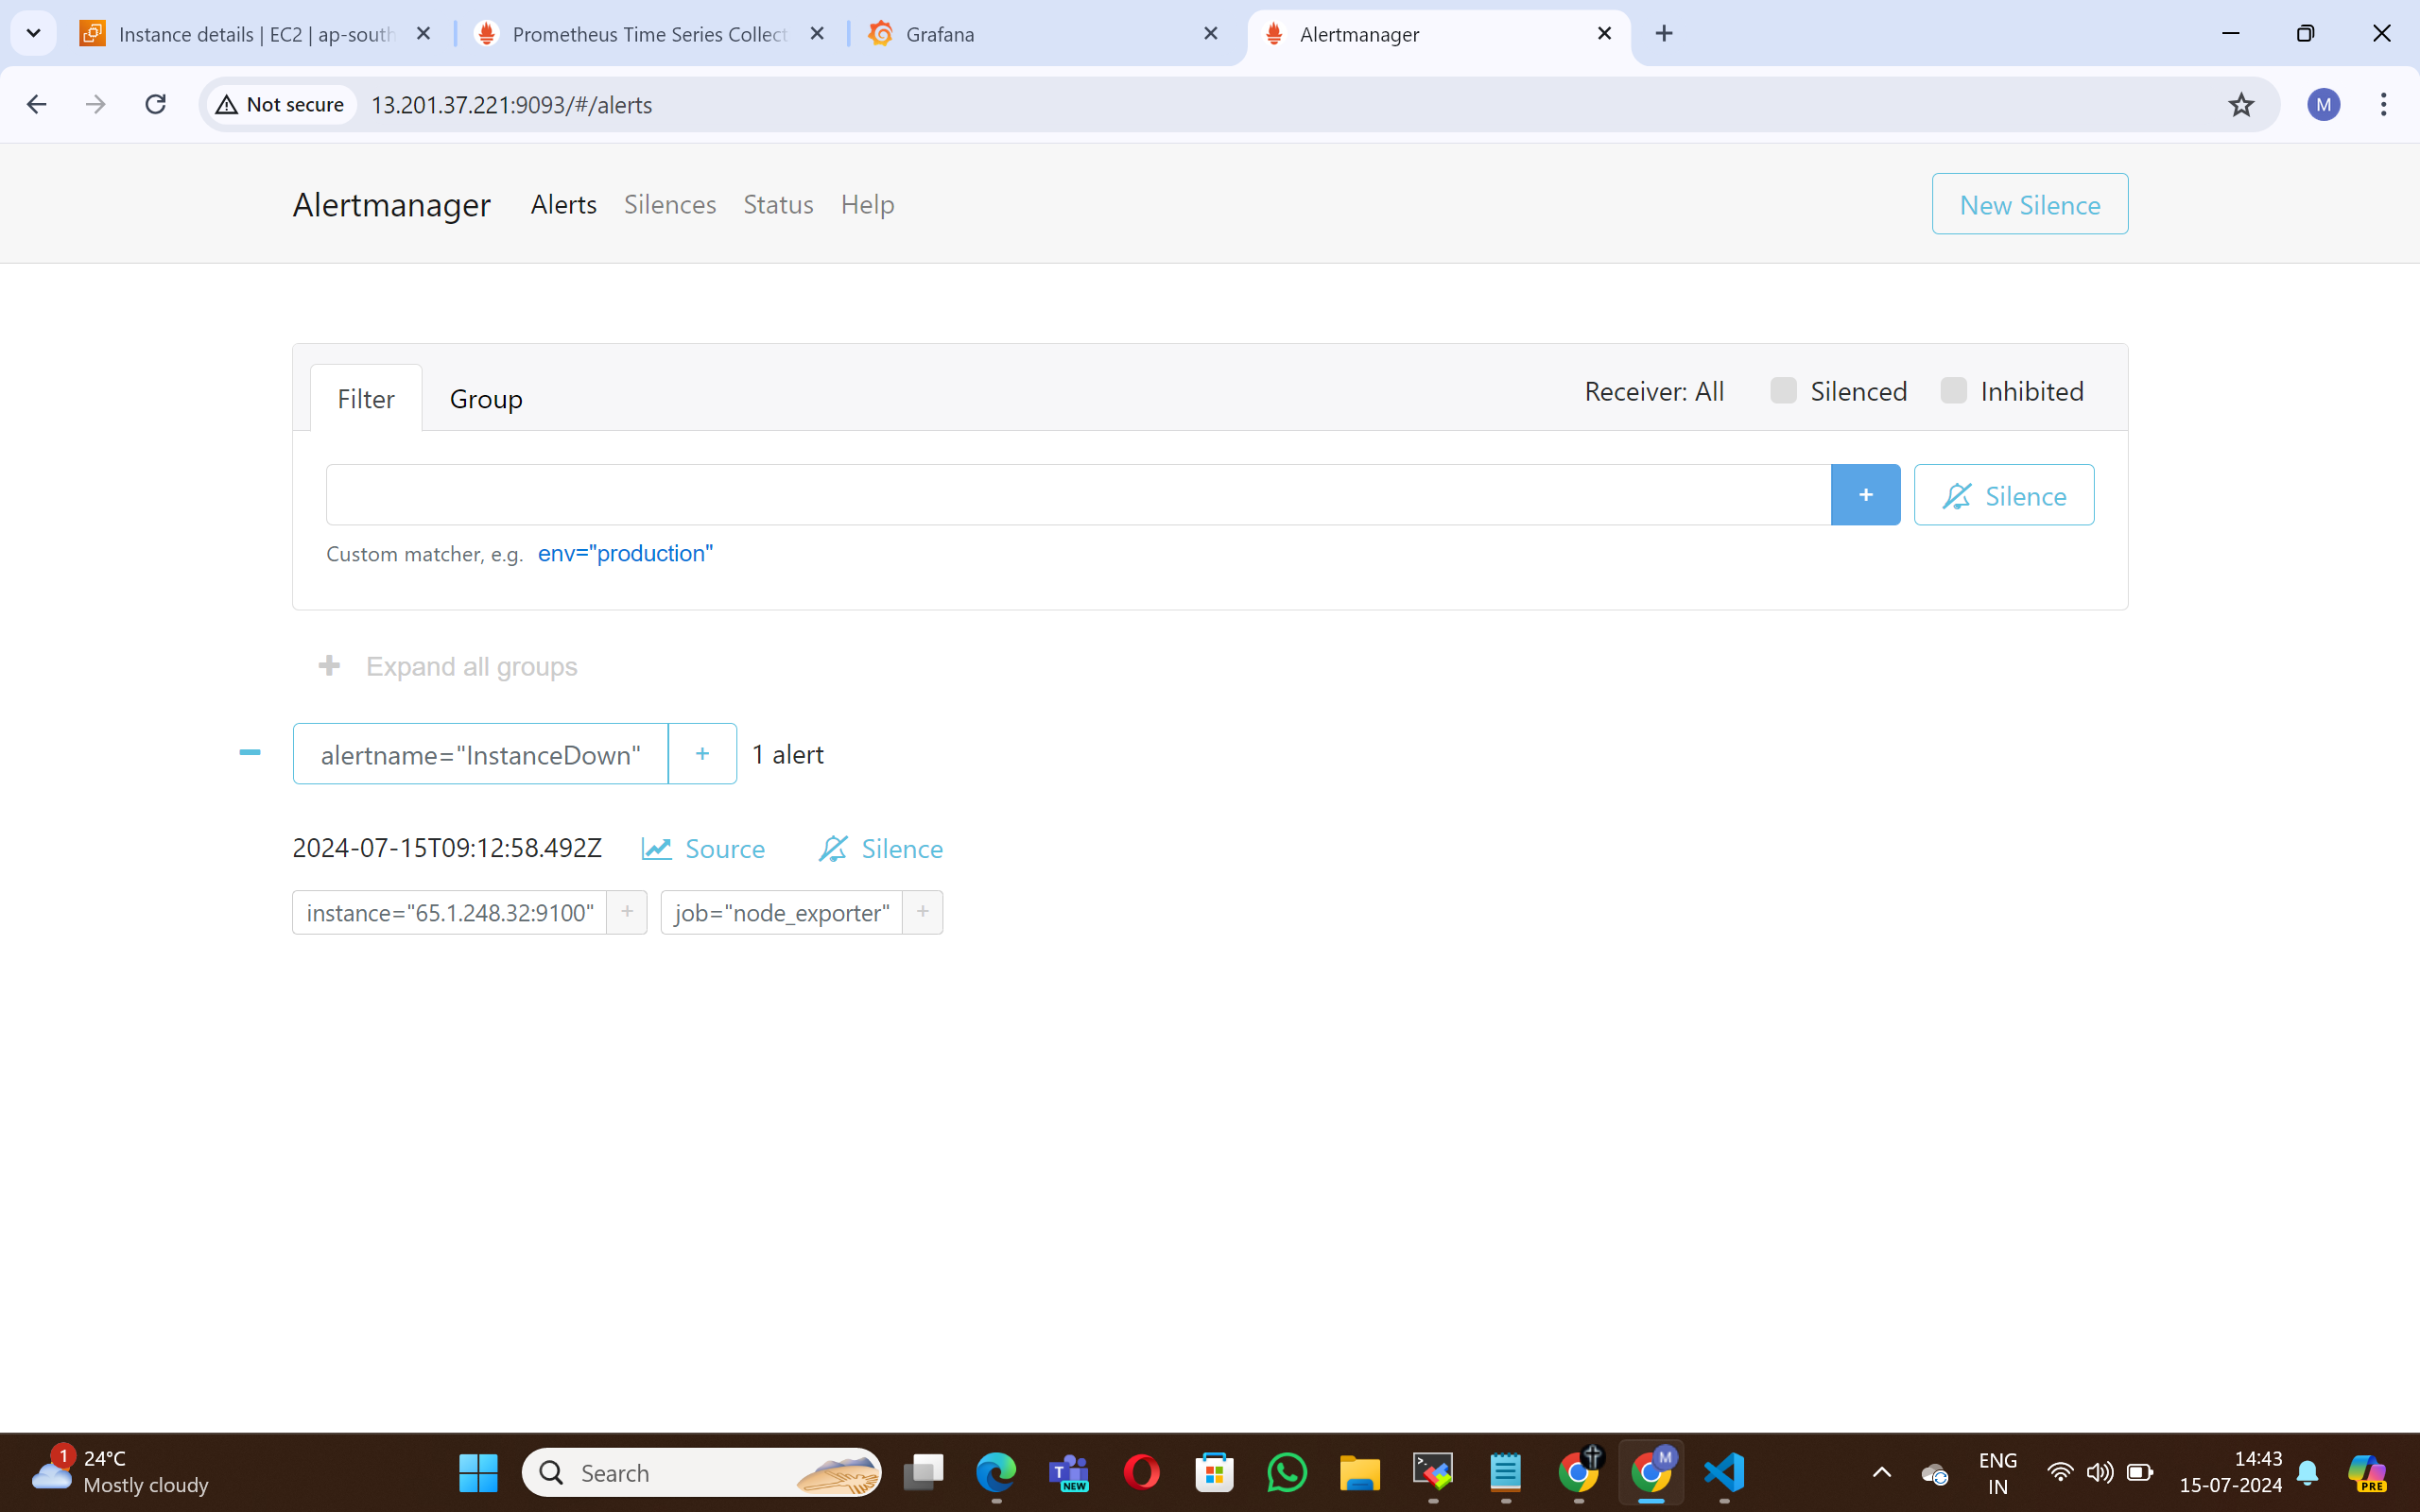 Instance details | EC2 | ap-south
Prometheus Time Series Collect
Grafana
Alertmanager
Not secure
13.201.37.221:9093/#/alerts
M
Alertmanager
Alerts
Silences
Status
Help
New Silence
Filter
Group
Receiver: All
Silenced
Inhibited
+
Silence
Custom matcher, e.g. env="production"
+ Expand all groups
alertname="InstanceDown" + 1 alert
2024-07-15T09:12:58.492Z
Source
Silence
instance="65.1.248.32:9100" +
job="node_exporter" +
1
24°C
Mostly cloudy
Search
T
NEW
M
ENG
IN
14:43
15-07-2024
PRE